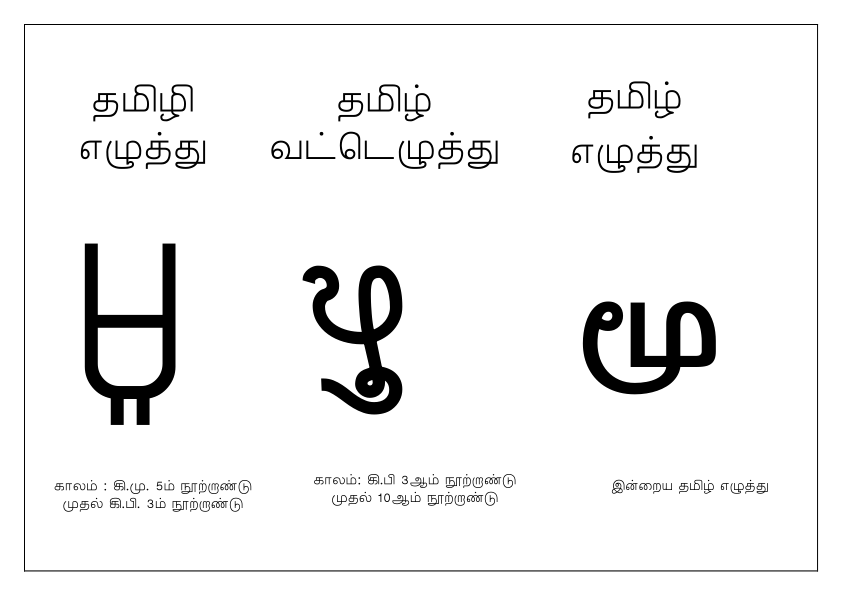 தமிழி
எழுத்து
தமிழ்
வட்டெழுத்து
தமிழ்
எழுத்து
மூ
காலம் : கி.மு. 5ம் நூற்றாண்டு
முதல் கி.பி. 3ம் நூற்றாண்டு
காலம்: கி.பி 3ஆம் நூற்றாண்டு
முதல் 10ஆம் நூற்றாண்டு
இன்றைய தமிழ் எழுத்து